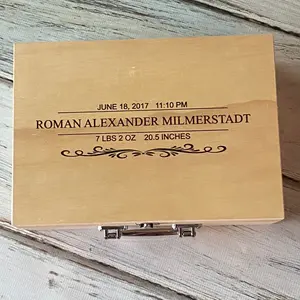 JUNE 18, 2017 11:10 PM
ROMAN ALEXANDER MILMERSTADT
7 LBS 2 OZ 20.5 INCHES